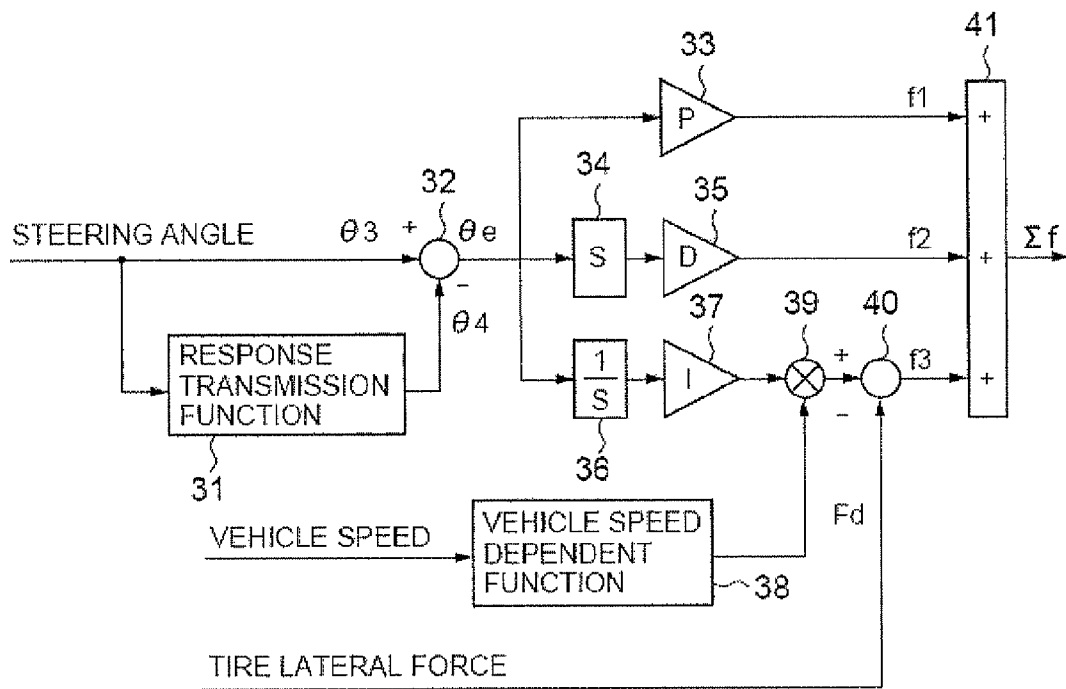 33
41
P
f1
+
34
35
32
STEERING ANGLE
θ3
+
θe
S
D
f2
+
Σf
-
θ4
37
39
40
RESPONSE
TRANSMISSION
FUNCTION
1
S
I
+
f3
+
-
31
36
VEHICLE SPEED
VEHICLE SPEED
DEPENDENT
FUNCTION
38
Fd
TIRE LATERAL FORCE